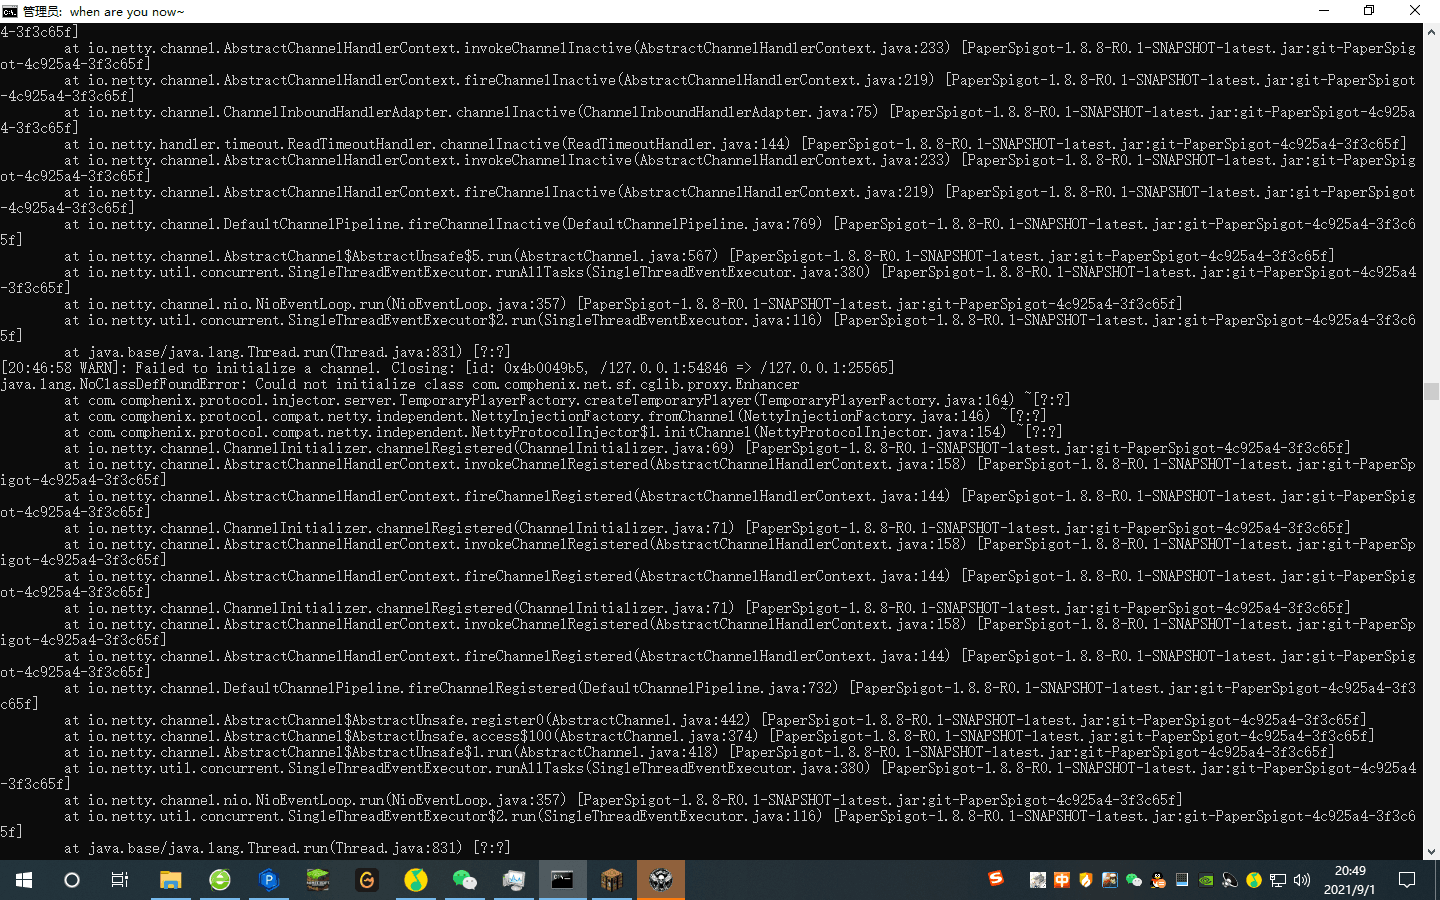 管理员:  when are you now~
4-3f3c65f]
        at io.netty.channel.AbstractChannelHandlerContext.invokeChannelInactive(AbstractChannelHandlerContext.java:233) [PaperSpigot-1.8.8-R0.1-SNAPSHOT-latest.jar:git-PaperSpig
ot-4c925a4-3f3c65f]
        at io.netty.channel.AbstractChannelHandlerContext.fireChannelInactive(AbstractChannelHandlerContext.java:219) [PaperSpigot-1.8.8-R0.1-SNAPSHOT-latest.jar:git-PaperSpigot
-4c925a4-3f3c65f]
        at io.netty.channel.ChannelInboundHandlerAdapter.channelInactive(ChannelInboundHandlerAdapter.java:75) [PaperSpigot-1.8.8-R0.1-SNAPSHOT-latest.jar:git-PaperSpigot-4c925a
4-3f3c65f]
        at io.netty.handler.timeout.ReadTimeoutHandler.channelInactive(ReadTimeoutHandler.java:144) [PaperSpigot-1.8.8-R0.1-SNAPSHOT-latest.jar:git-PaperSpigot-4c925a4-3f3c65f]
        at io.netty.channel.AbstractChannelHandlerContext.invokeChannelInactive(AbstractChannelHandlerContext.java:233) [PaperSpigot-1.8.8-R0.1-SNAPSHOT-latest.jar:git-PaperSpig
ot-4c925a4-3f3c65f]
        at io.netty.channel.AbstractChannelHandlerContext.fireChannelInactive(AbstractChannelHandlerContext.java:219) [PaperSpigot-1.8.8-R0.1-SNAPSHOT-latest.jar:git-PaperSpigot
-4c925a4-3f3c65f]
        at io.netty.channel.DefaultChannelPipeline.fireChannelInactive(DefaultChannelPipeline.java:769) [PaperSpigot-1.8.8-R0.1-SNAPSHOT-latest.jar:git-PaperSpigot-4c925a4-3f3c6
5f]
        at io.netty.channel.AbstractChannel$AbstractUnsafe$5.run(AbstractChannel.java:567) [PaperSpigot-1.8.8-R0.1-SNAPSHOT-latest.jar:git-PaperSpigot-4c925a4-3f3c65f]
        at io.netty.util.concurrent.SingleThreadEventExecutor.runAllTasks(SingleThreadEventExecutor.java:380) [PaperSpigot-1.8.8-R0.1-SNAPSHOT-latest.jar:git-PaperSpigot-4c925a4
-3f3c65f]
        at io.netty.channel.nio.NioEventLoop.run(NioEventLoop.java:357) [PaperSpigot-1.8.8-R0.1-SNAPSHOT-latest.jar:git-PaperSpigot-4c925a4-3f3c65f]
        at io.netty.util.concurrent.SingleThreadEventExecutor$2.run(SingleThreadEventExecutor.java:116) [PaperSpigot-1.8.8-R0.1-SNAPSHOT-latest.jar:git-PaperSpigot-4c925a4-3f3c6
5f]
        at java.base/java.lang.Thread.run(Thread.java:831) [?:?]
[20:46:58 WARN]: Failed to initialize a channel. Closing: [id: 0x4b0049b5, /127.0.0.1:54846 => /127.0.0.1:25565]
java.lang.NoClassDefFoundError: Could not initialize class com.comphenix.net.sf.cglib.proxy.Enhancer
        at com.comphenix.protocol.injector.server.TemporaryPlayerFactory.createTemporaryPlayer(TemporaryPlayerFactory.java:164) ~[?:?]
        at com.comphenix.protocol.compat.netty.independent.NettyInjectionFactory.fromChannel(NettyInjectionFactory.java:146) ~[?:?]
        at com.comphenix.protocol.compat.netty.independent.NettyProtocolInjector$1.initChannel(NettyProtocolInjector.java:154) ~[?:?]
        at io.netty.channel.ChannelInitializer.channelRegistered(ChannelInitializer.java:69) [PaperSpigot-1.8.8-R0.1-SNAPSHOT-latest.jar:git-PaperSpigot-4c925a4-3f3c65f]
        at io.netty.channel.AbstractChannelHandlerContext.invokeChannelRegistered(AbstractChannelHandlerContext.java:158) [PaperSpigot-1.8.8-R0.1-SNAPSHOT-latest.jar:git-PaperSp
igot-4c925a4-3f3c65f]
        at io.netty.channel.AbstractChannelHandlerContext.fireChannelRegistered(AbstractChannelHandlerContext.java:144) [PaperSpigot-1.8.8-R0.1-SNAPSHOT-latest.jar:git-PaperSpig
ot-4c925a4-3f3c65f]
        at io.netty.channel.ChannelInitializer.channelRegistered(ChannelInitializer.java:71) [PaperSpigot-1.8.8-R0.1-SNAPSHOT-latest.jar:git-PaperSpigot-4c925a4-3f3c65f]
        at io.netty.channel.AbstractChannelHandlerContext.invokeChannelRegistered(AbstractChannelHandlerContext.java:158) [PaperSpigot-1.8.8-R0.1-SNAPSHOT-latest.jar:git-PaperSp
igot-4c925a4-3f3c65f]
        at io.netty.channel.AbstractChannelHandlerContext.fireChannelRegistered(AbstractChannelHandlerContext.java:144) [PaperSpigot-1.8.8-R0.1-SNAPSHOT-latest.jar:git-PaperSpig
ot-4c925a4-3f3c65f]
        at io.netty.channel.ChannelInitializer.channelRegistered(ChannelInitializer.java:71) [PaperSpigot-1.8.8-R0.1-SNAPSHOT-latest.jar:git-PaperSpigot-4c925a4-3f3c65f]
        at io.netty.channel.AbstractChannelHandlerContext.invokeChannelRegistered(AbstractChannelHandlerContext.java:158) [PaperSpigot-1.8.8-R0.1-SNAPSHOT-latest.jar:git-PaperSp
igot-4c925a4-3f3c65f]
        at io.netty.channel.AbstractChannelHandlerContext.fireChannelRegistered(AbstractChannelHandlerContext.java:144) [PaperSpigot-1.8.8-R0.1-SNAPSHOT-latest.jar:git-PaperSpig
ot-4c925a4-3f3c65f]
        at io.netty.channel.DefaultChannelPipeline.fireChannelRegistered(DefaultChannelPipeline.java:732) [PaperSpigot-1.8.8-R0.1-SNAPSHOT-latest.jar:git-PaperSpigot-4c925a4-3f3
c65f]
        at io.netty.channel.AbstractChannel$AbstractUnsafe.register0(AbstractChannel.java:442) [PaperSpigot-1.8.8-R0.1-SNAPSHOT-latest.jar:git-PaperSpigot-4c925a4-3f3c65f]
        at io.netty.channel.AbstractChannel$AbstractUnsafe.access$100(AbstractChannel.java:374) [PaperSpigot-1.8.8-R0.1-SNAPSHOT-latest.jar:git-PaperSpigot-4c925a4-3f3c65f]
        at io.netty.channel.AbstractChannel$AbstractUnsafe$1.run(AbstractChannel.java:418) [PaperSpigot-1.8.8-R0.1-SNAPSHOT-latest.jar:git-PaperSpigot-4c925a4-3f3c65f]
        at io.netty.util.concurrent.SingleThreadEventExecutor.runAllTasks(SingleThreadEventExecutor.java:380) [PaperSpigot-1.8.8-R0.1-SNAPSHOT-latest.jar:git-PaperSpigot-4c925a4
-3f3c65f]
        at io.netty.channel.nio.NioEventLoop.run(NioEventLoop.java:357) [PaperSpigot-1.8.8-R0.1-SNAPSHOT-latest.jar:git-PaperSpigot-4c925a4-3f3c65f]
        at io.netty.util.concurrent.SingleThreadEventExecutor$2.run(SingleThreadEventExecutor.java:116) [PaperSpigot-1.8.8-R0.1-SNAPSHOT-latest.jar:git-PaperSpigot-4c925a4-3f3c6
5f]
        at java.base/java.lang.Thread.run(Thread.java:831) [?:?]
中
20:49
2021/9/1